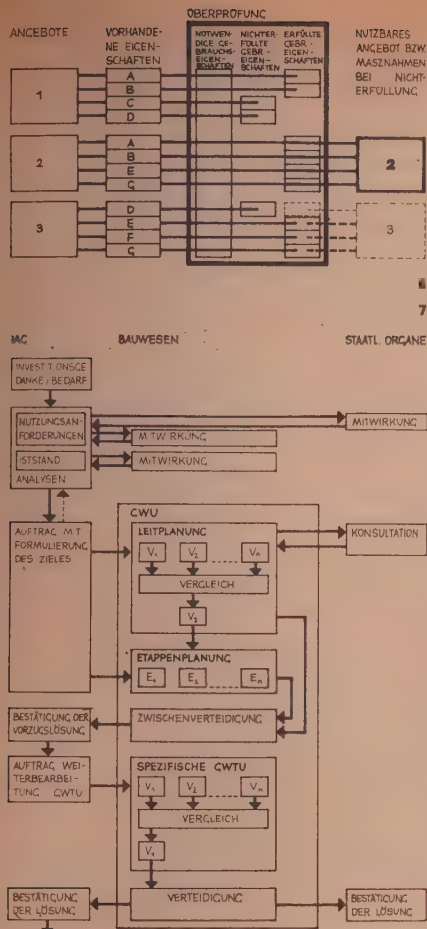 ÜBERPRÜFUNG
ANGEBOTE
VORHANDE-
NE EIGEN-
SCHAFTEN
NOTWEN-
DIGE GE-
BRAUCHS-
EIGEN-
SCHAFTEN
NICHTER-
FÜLLTE
GEBR-
EIGEN-
SCHAFTEN
ERFÜLLTE
GEBR-
EIGEN-
SCHAFTEN
NUTZBARES
ANGEBOT BZW.
MASZNAHMEN
BEI NICHT-
ERFÜLLUNG
1
A
B
C
D
2
A
B
E
G
2
3
D
E
F
G
3
7
BAUWESEN
STAATL. ORGANE
INVESTITIONSGE
DANKE / BEDARF
NUTZUNGSAN-
FORDERUNGEN
MITWIRKUNG
MITWIRKUNG
ISTSTAND
MITWIRKUNG
ANALYSEN
AUFTRAG MIT
FORMULIERUNG
DES ZIELES
GWU
LEITPLANUNG
KONSULTATION
V1 V2 Vn
VERGLEICH
V2
ETAPPENPLANUNG
E1 E2 En
BESTÄTIGUNG DER
VORZUGSLÖSUNG
ZWISCHENVERTEIDIGUNG
AUFTRAG WEI-
TERBEARBEI-
TUNG GWTU
SPEZIFISCHE GWTU
V1 V2 Vn
VERGLEICH
V1
BESTÄTIGUNG
DER LÖSUNG
VERTEIDIGUNG
BESTÄTIGUNG
DER LÖSUNG